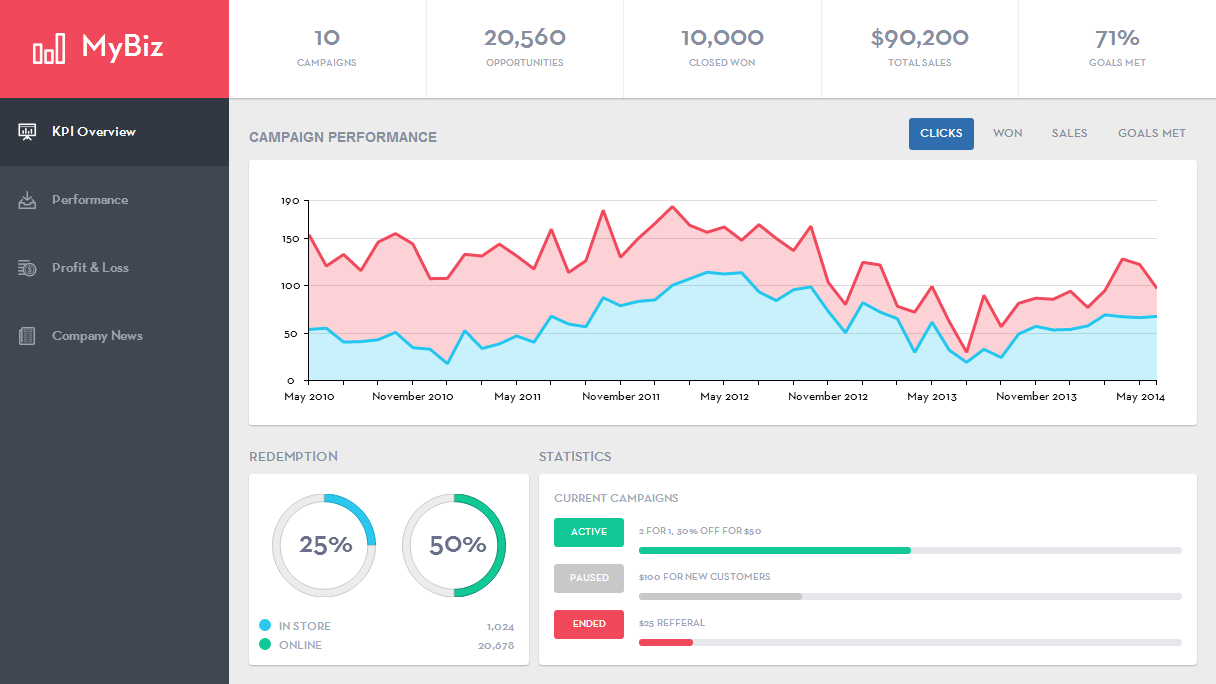 MyBiz
10
CAMPAIGNS
20,560
OPPORTUNITIES
10,000
CLOSED WON
$90,200
TOTAL SALES
71%
GOALS MET
KPI Overview
Performance
Profit & Loss
Company News
CAMPAIGN PERFORMANCE
CLICKS
WON
SALES
GOALS MET
190
150
100
50
0
May 2010
November 2010
May 2011
November 2011
May 2012
November 2012
May 2013
November 2013
May 2014
REDEMPTION
25%
50%
IN STORE 1,024
ONLINE 20,678
STATISTICS
CURRENT CAMPAIGNS
ACTIVE
2 FOR 1, 30% OFF FOR $50
PAUSED
$100 FOR NEW CUSTOMERS
ENDED
$25 REFFERAL